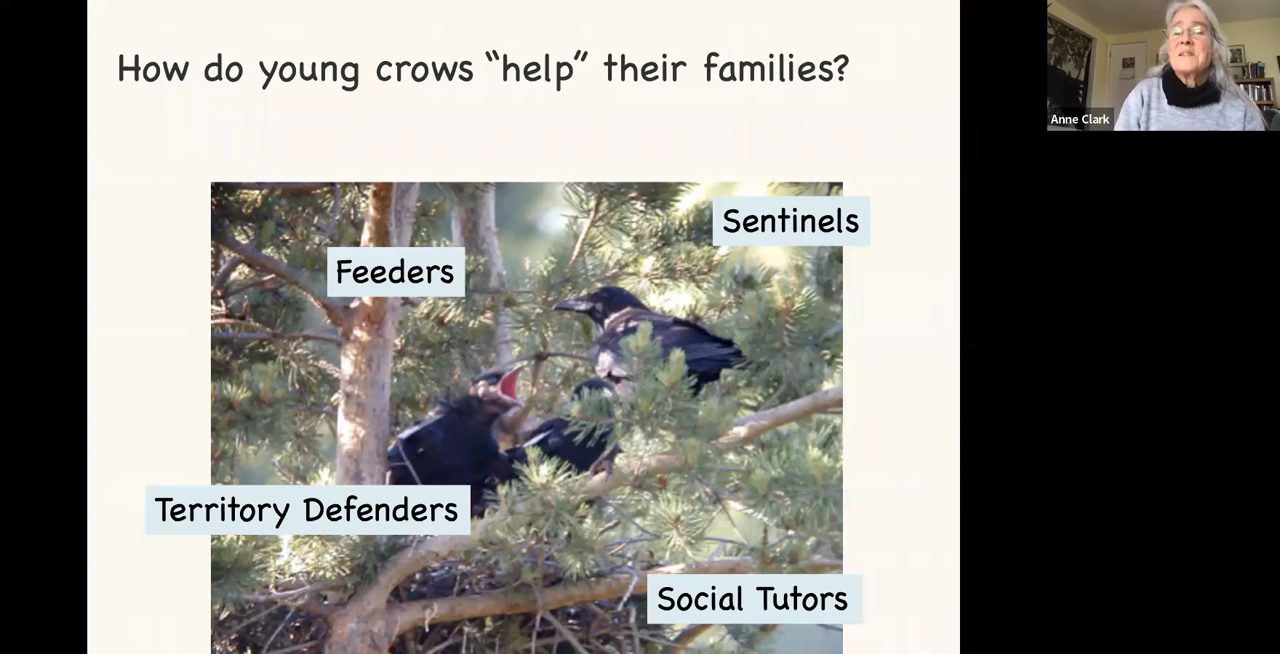 How do young crows “help” their families?
Anne Clark
Sentinels
Feeders
Territory Defenders
Social Tutors